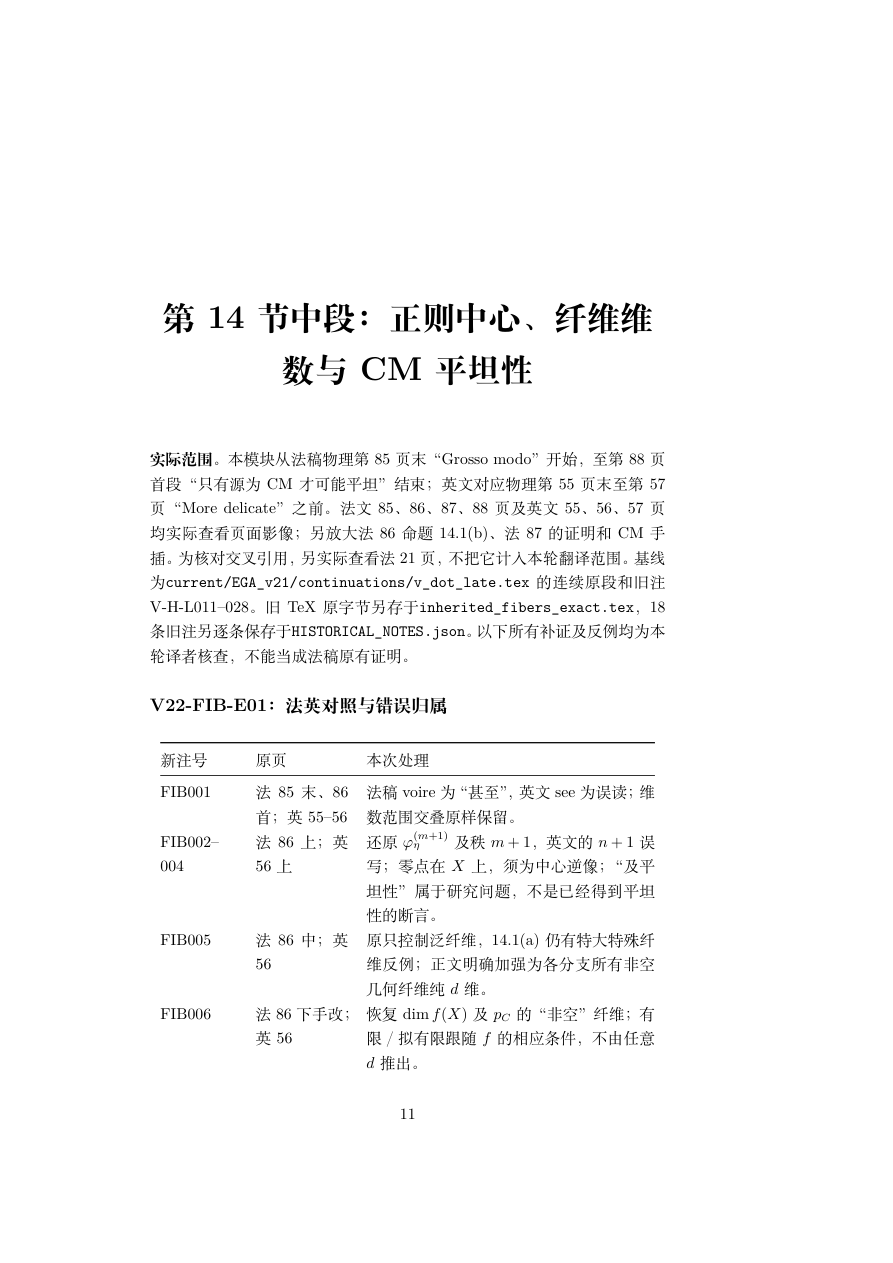 第 14 节中段：正则中心、纤维维
数与 CM 平坦性
实际范围。本模块从法稿物理第 85 页末 “Grosso modo” 开始，至第 88 页
首段 “只有源为 CM 才可能平坦” 结束；英文对应物理第 55 页末至第 57
页 “More delicate” 之前。法文 85、86、87、88 页及英文 55、56、57 页
均实际查看页面影像；另放大法 86 命题 14.1(b)、法 87 的证明和 CM 手
插。为核对交叉引用，另实际查看法 21 页，不把它计入本轮翻译范围。基线
为current/EGA_v21/continuations/v_dot_late.tex 的连续原段和旧注
V-H-L011–028。旧 TeX 原字节另存于inherited_fibers_exact.tex，18
条旧注另逐条保存于HISTORICAL_NOTES.json。以下所有补证及反例均为本
轮译者核查，不能当成法稿原有证明。
V22-FIB-E01：法英对照与错误归属
新注号 原页 本次处理
FIB001 法 85 末、86 法稿 voire 为 “甚至”，英文 see 为误读；维
首；英 55–56 数范围交叠原样保留。
FIB002– 法 86 上；英 还原 φ_η^{(m+1)} 及秩 m + 1，英文的 n + 1 误
004 56 上 写；零点在 X 上，须为中心逆像；“及平
坦性” 属于研究问题，不是已经得到平坦
性的断言。
FIB005 法 86 中；英 原只控制泛纤维，14.1(a) 仍有特大特殊纤
56 维反例；正文明确加强为各分支所有非空
几何纤维纯 d 维。
FIB006 法 86 下手改； 恢复 dim f(X) 及 p_C 的 “非空” 纤维；有
英 56 限 / 拟有限跟随 f 的相应条件，不由任意
d 推出。
11